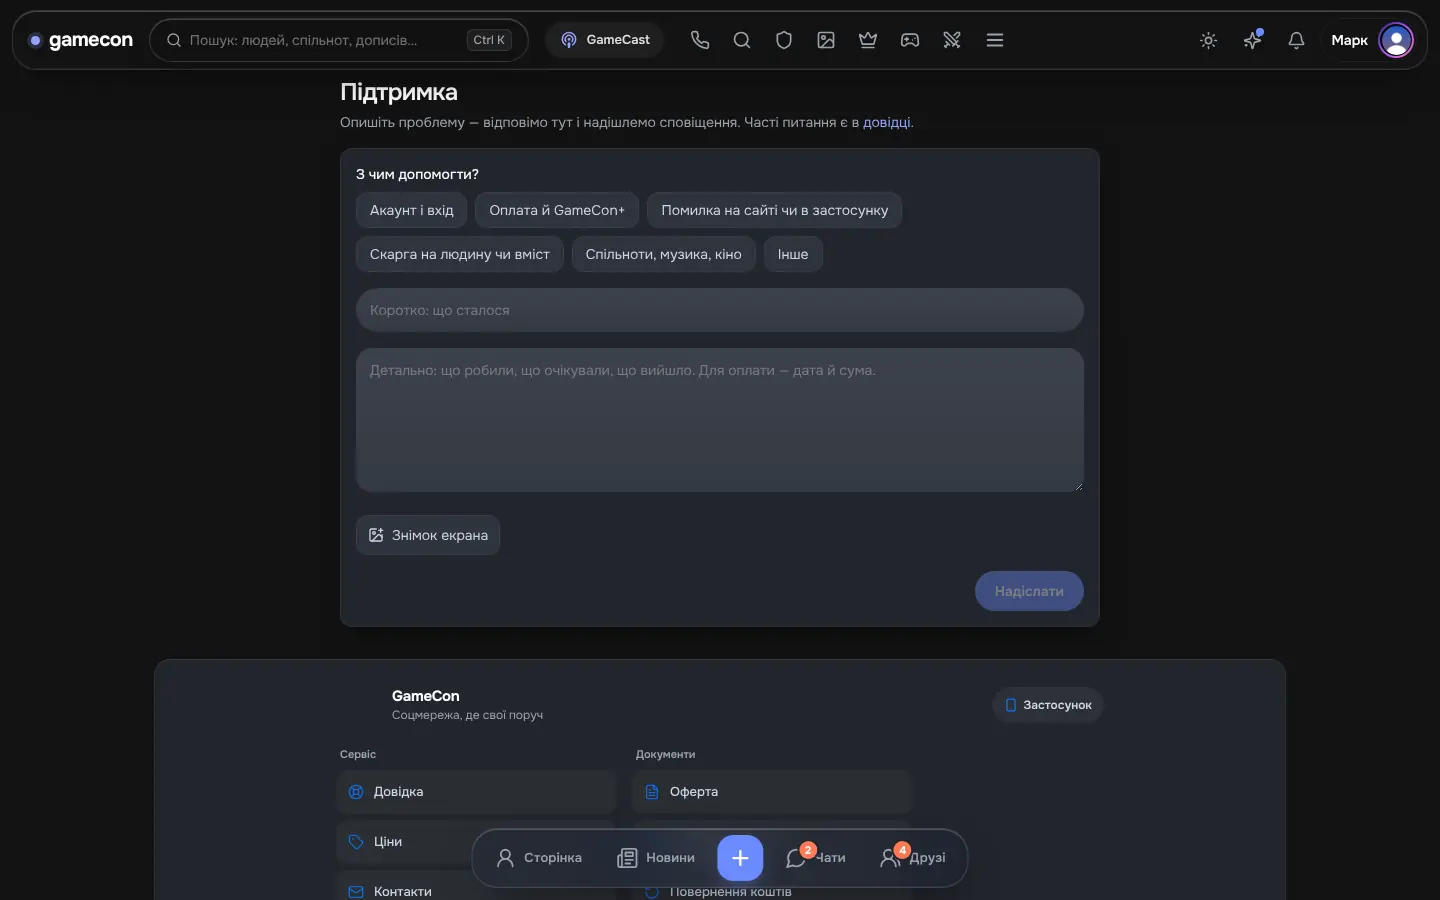 gamecon
Пошук: людей, спільнот, дописів...
Ctrl K
GameCast
Марк
Підтримка
Опишіть проблему — відповімо тут і надішлемо сповіщення. Часті питання є в довідці.
З чим допомогти?
Акаунт і вхід
Оплата й GameCon+
Помилка на сайті чи в застосунку
Скарга на людину чи вміст
Спільноти, музика, кіно
Інше
Коротко: що сталося
Детально: що робили, що очікували, що вийшло. Для оплати — дата й сума.
Знімок екрана
Надіслати
GameCon
Соцмережа, де свої поруч
Застосунок
Сервіс
Документи
Довідка
Оферта
Ціни
Сторінка
Новини
2
Чати
4
Друзі
Контакти
Повернення коштів